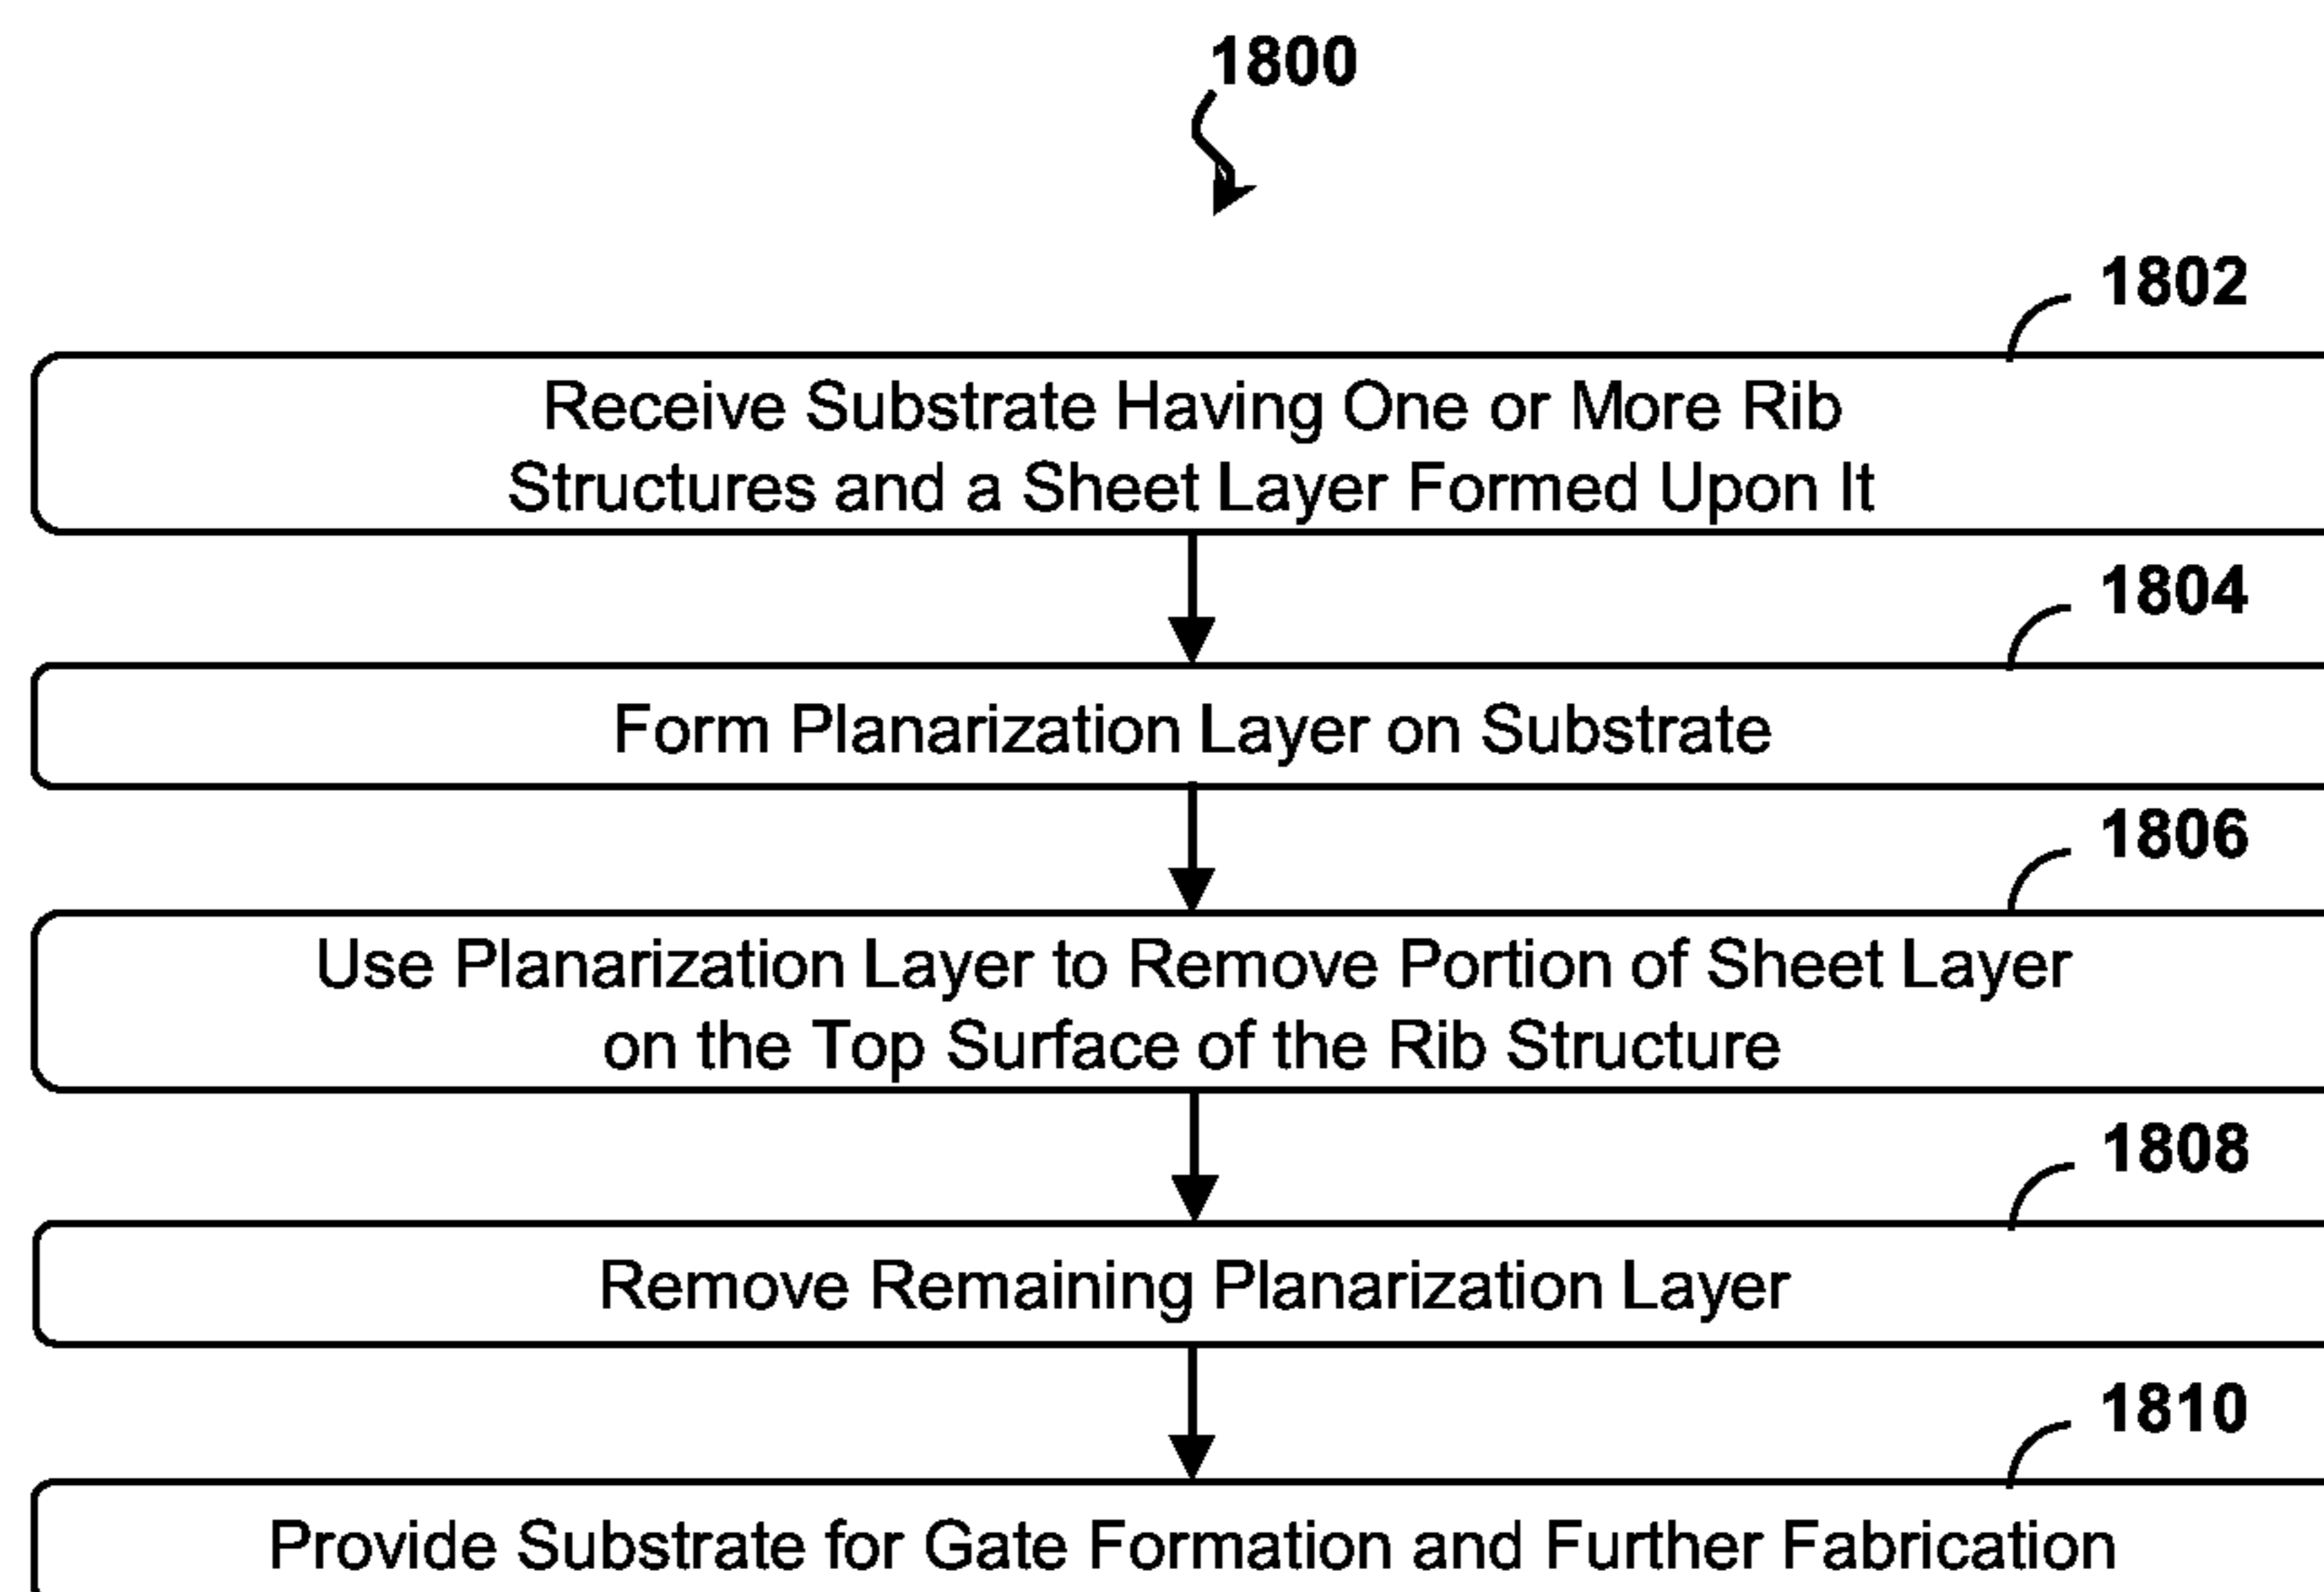 1800
1802
Receive Substrate Having One or More Rib
Structures and a Sheet Layer Formed Upon It
1804
Form Planarization Layer on Substrate
1806
Use Planarization Layer to Remove Portion of Sheet Layer
on the Top Surface of the Rib Structure
1808
Remove Remaining Planarization Layer
1810
Provide Substrate for Gate Formation and Further Fabrication